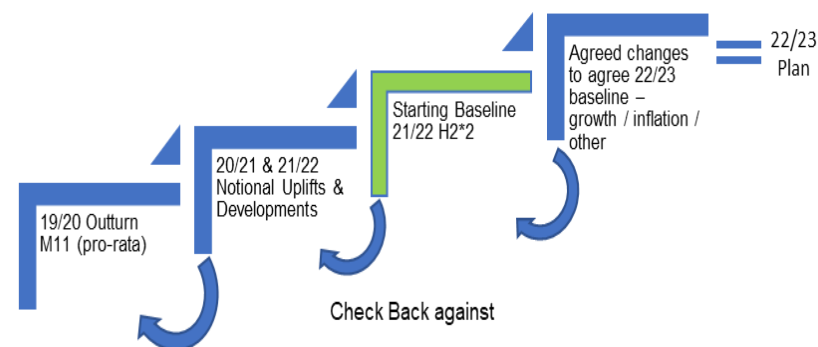 19/20 Outturn
M11 (pro-rata)
20/21 & 21/22
Notional Uplifts &
Developments
Starting Baseline
21/22 H2*2
Agreed changes
to agree 22/23
baseline –
growth / inflation /
other
22/23
Plan
Check Back against